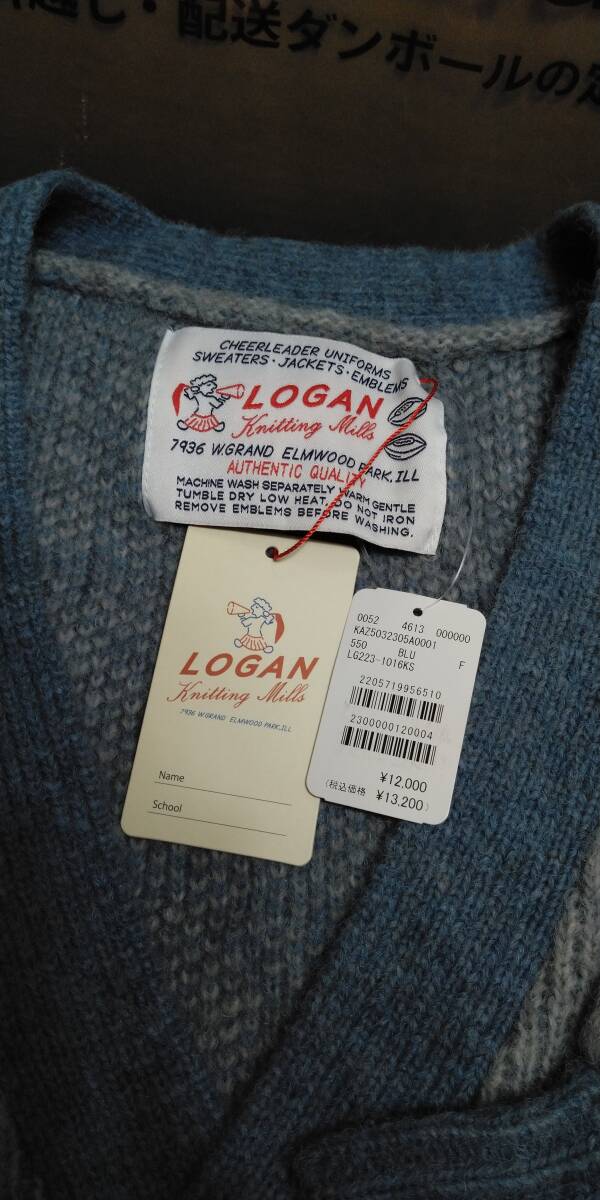 越し・配送ダンボールの定
CHEERLEADER UNIFORMS
SWEATERS・JACKETS・EMBLEMS
LOGAN
Knitting Mills
7936 W.GRAND ELMWOOD PARK,ILL
AUTHENTIC QUALITY
MACHINE WASH SEPARATELY WARM GENTLE
TUMBLE DRY LOW HEAT, DO NOT IRON
REMOVE EMBLEMS BEFORE WASHING.
LOGAN
Knitting Mills
7936 W.GRAND ELMWOOD PARK,ILL
Name
School
0052 4613 000000
KAZ5032305A0001
550 BLU F
LG223-1016KS
2205719956510
2300000120004
¥12,000
(税込価格 ¥13,200)